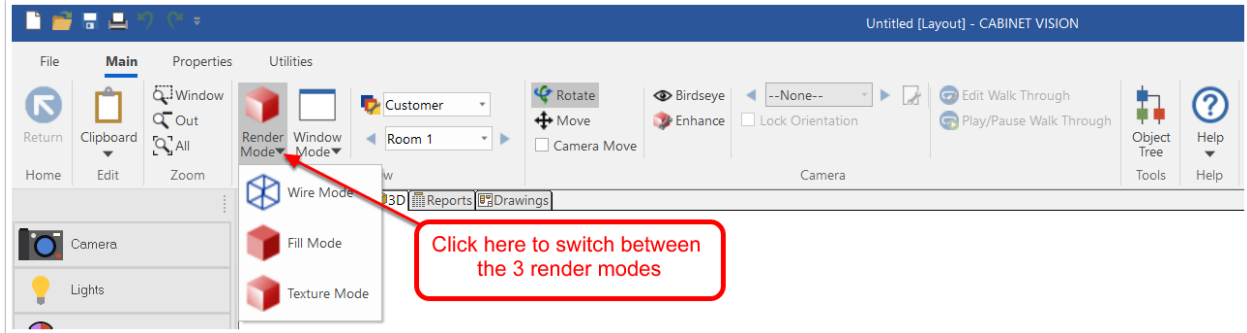 Untitled [Layout] - CABINET VISION
File Main Properties Utilities
Return
Clipboard
Window
Out
All
Render
Mode
Window
Mode
Customer
Room 1
Rotate
Move
Camera Move
Birdseye
Enhance
--None--
Lock Orientation
Edit Walk Through
Play/Pause Walk Through
Object
Tree
Help
Home Edit Zoom w Camera Tools Help
Wire Mode
Fill Mode
Texture Mode
3D Reports Drawings
Camera
Lights
Click here to switch between
the 3 render modes